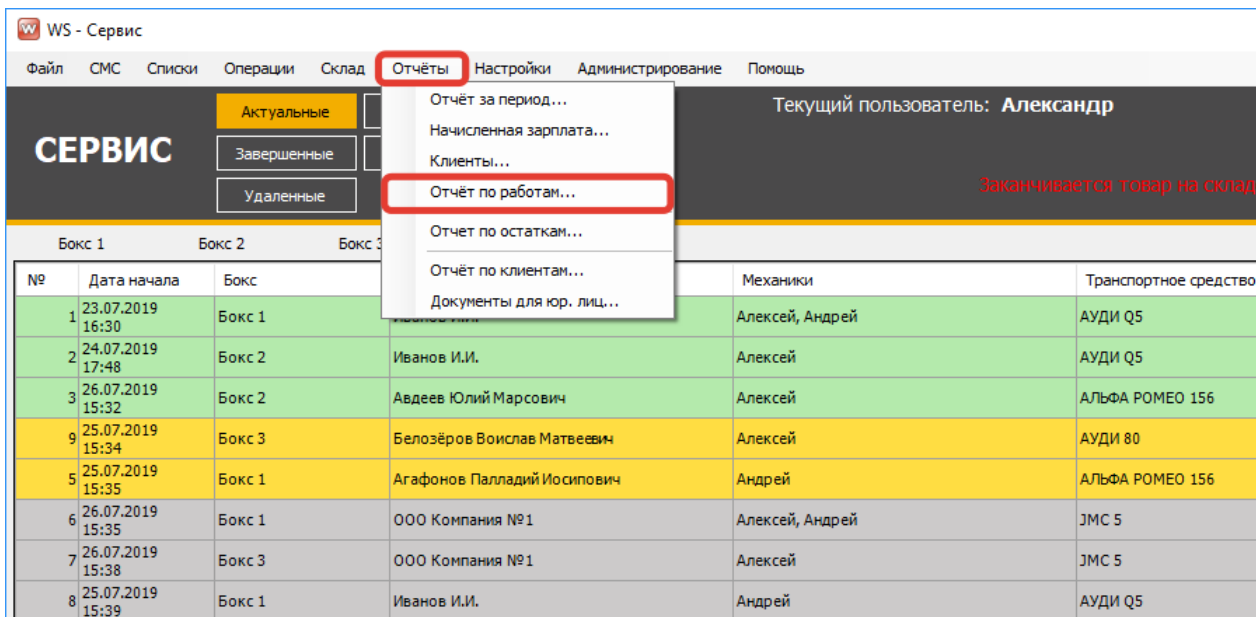 WS - Сервис
Файл СМС Списки Операции Склад Отчёты Настройки Администрирование Помощь
СЕРВИС
Актуальные
Завершенные
Удаленные
Отчёт за период...
Начисленная зарплата...
Клиенты...
Отчёт по работам...
Отчет по остаткам...
Отчёт по клиентам...
Документы для юр. лиц...
Текущий пользователь: Александр
Заканчивается товар на склад
Бокс 1 Бокс 2 Бокс 3
№ Дата начала Бокс Механики Транспортное средство
1 23.07.2019 16:30 Бокс 1 Иванов И.И. Алексей, Андрей АУДИ Q5
2 24.07.2019 17:48 Бокс 2 Иванов И.И. Алексей АУДИ Q5
3 26.07.2019 15:32 Бокс 2 Авдеев Юлий Марсович Алексей АЛЬФА РОМЕО 156
9 25.07.2019 15:34 Бокс 3 Белозёров Воислав Матвеевич Алексей АУДИ 80
5 25.07.2019 15:35 Бокс 1 Агафонов Палладий Иосипович Андрей АЛЬФА РОМЕО 156
6 26.07.2019 15:35 Бокс 1 ООО Компания №1 Алексей, Андрей JMC 5
7 26.07.2019 15:38 Бокс 3 ООО Компания №1 Алексей JMC 5
8 25.07.2019 15:39 Бокс 1 Иванов И.И. Андрей АУДИ Q5